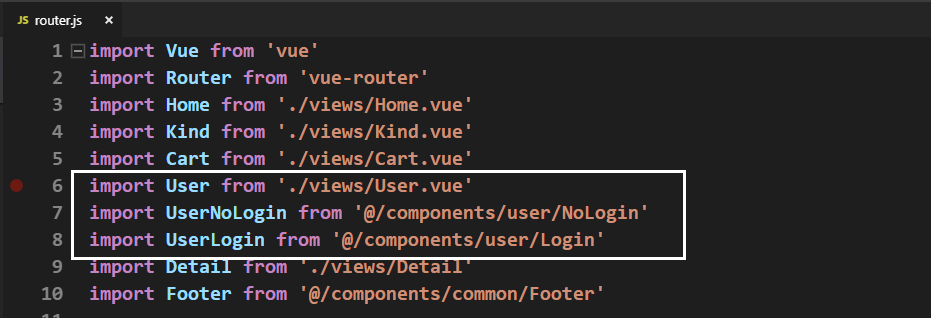 JS router.js ×
1 import Vue from 'vue'
2 import Router from 'vue-router'
3 import Home from './views/Home.vue'
4 import Kind from './views/Kind.vue'
5 import Cart from './views/Cart.vue'
6 import User from './views/User.vue'
7 import UserNoLogin from '@/components/user/NoLogin'
8 import UserLogin from '@/components/user/Login'
9 import Detail from './views/Detail'
10 import Footer from '@/components/common/Footer'
11